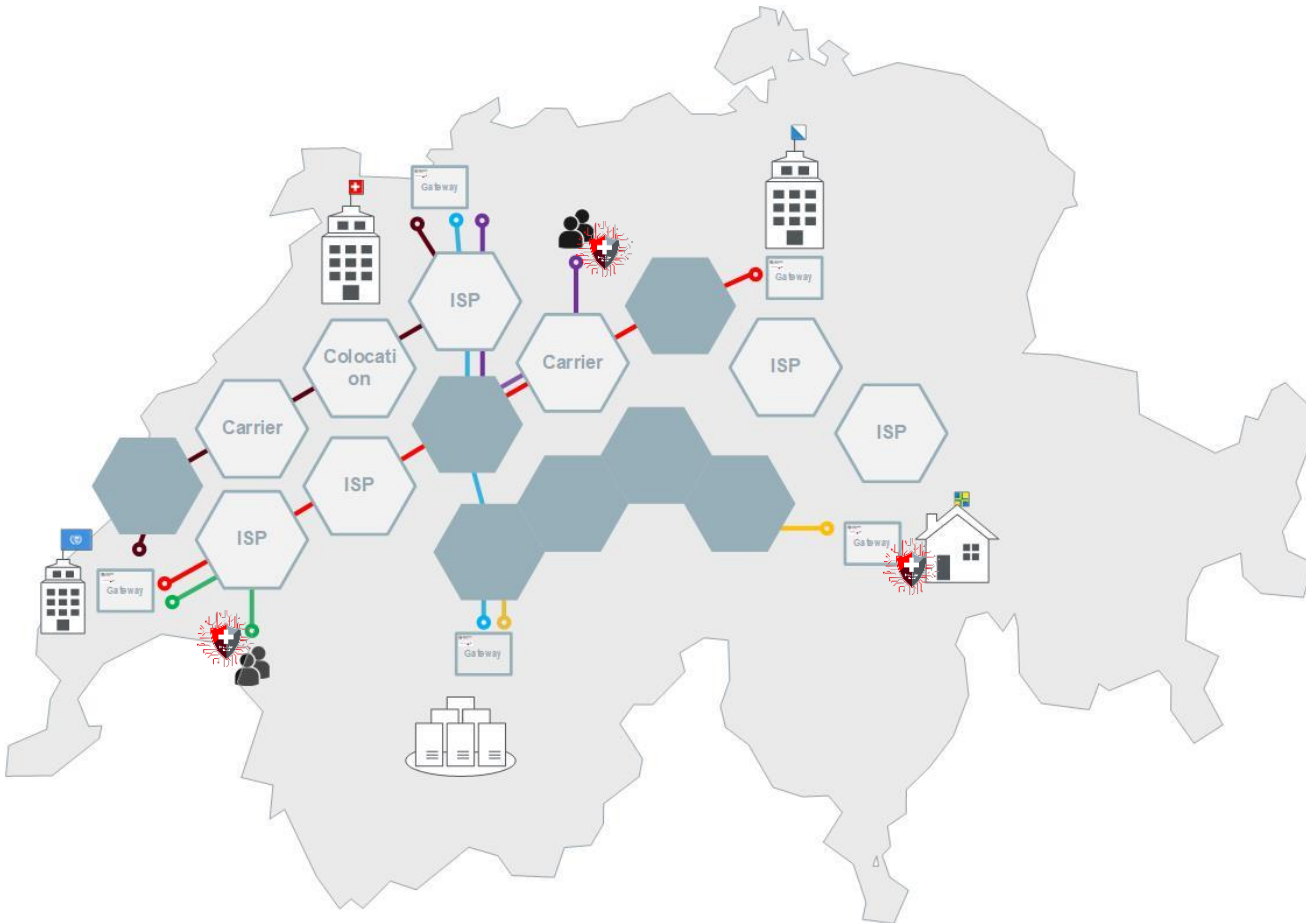 Gateway
ISP
Gateway
Colocati
on
Carrier
ISP
Carrier
ISP
ISP
ISP
Gateway
Gateway
Gateway